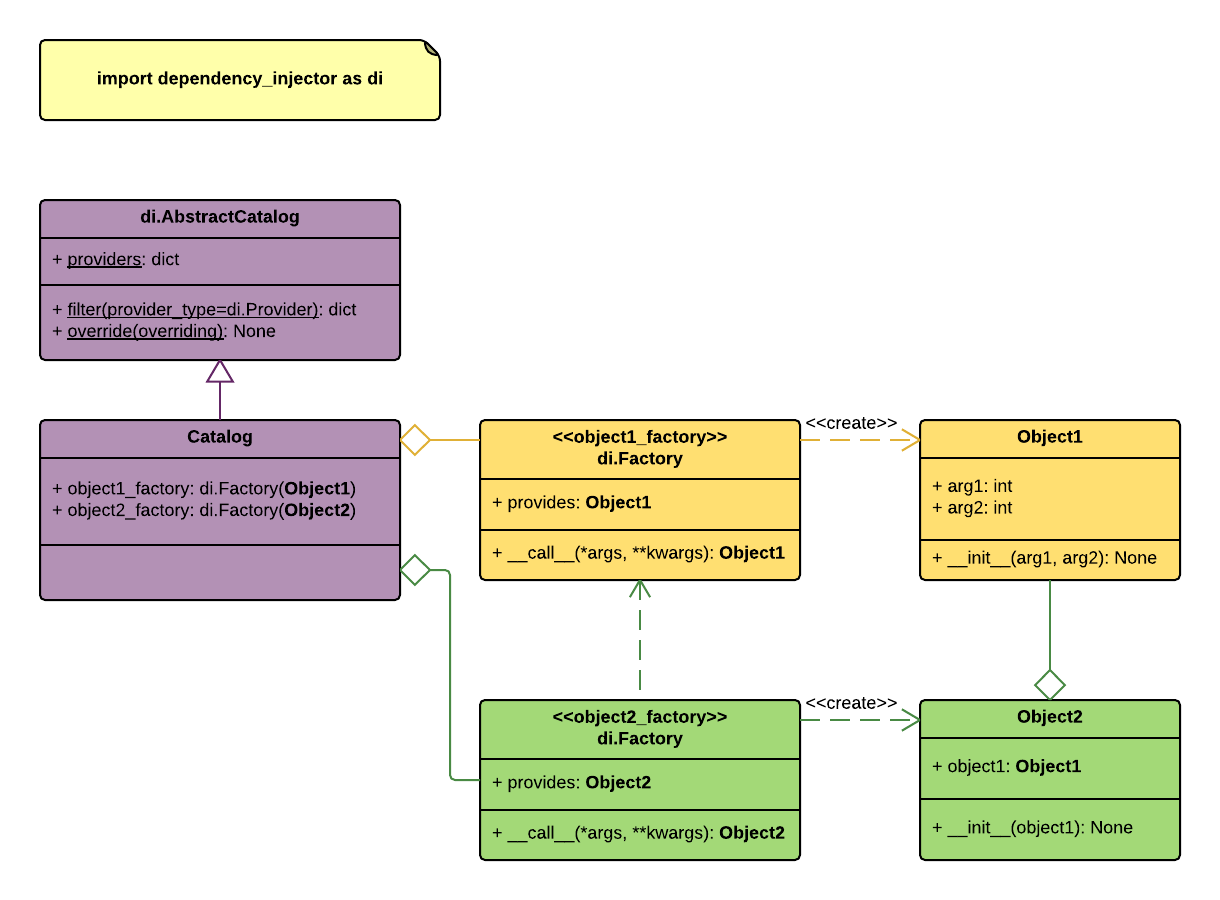 import dependency_injector as di
di.AbstractCatalog
+ providers: dict
+ filter(provider_type=di.Provider): dict
+ override(overriding): None
Catalog
+ object1_factory: di.Factory(Object1)
+ object2_factory: di.Factory(Object2)
<<object1_factory>>
di.Factory
+ provides: Object1
+ __call__(*args, **kwargs): Object1
<<create>>
Object1
+ arg1: int
+ arg2: int
+ __init__(arg1, arg2): None
<<object2_factory>>
di.Factory
+ provides: Object2
+ __call__(*args, **kwargs): Object2
<<create>>
Object2
+ object1: Object1
+ __init__(object1): None